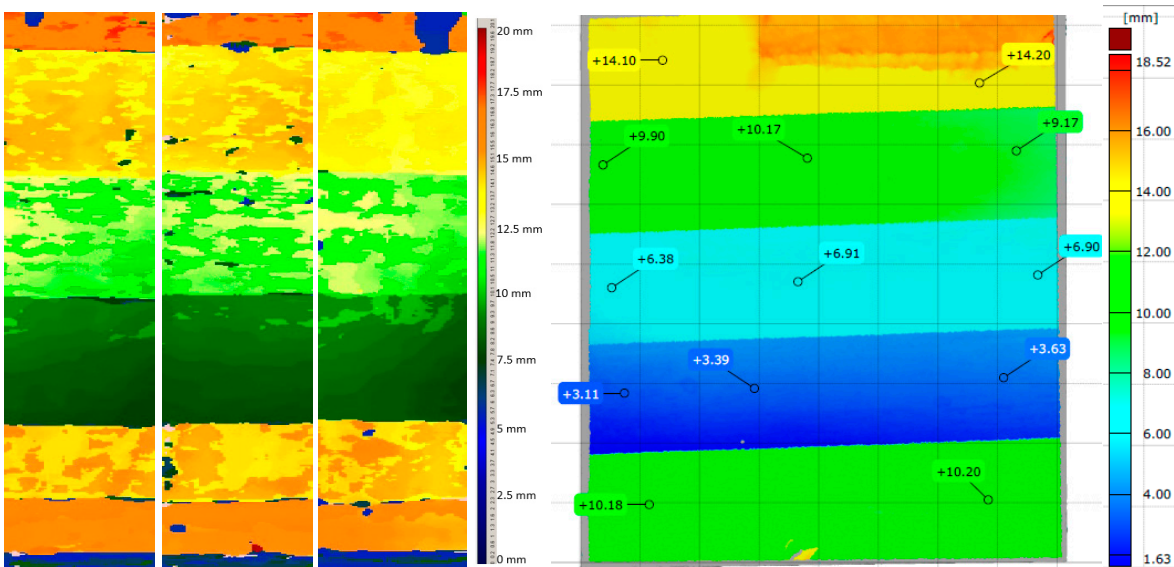 20 mm
17.5 mm
15 mm
12.5 mm
10 mm
7.5 mm
5 mm
2.5 mm
0 mm
+14.10
+14.20
+9.90
+10.17
+9.17
+6.38
+6.91
+6.90
+3.11
+3.39
+3.63
+10.18
+10.20
[mm]
18.52
16.00
14.00
12.00
10.00
8.00
6.00
4.00
1.63